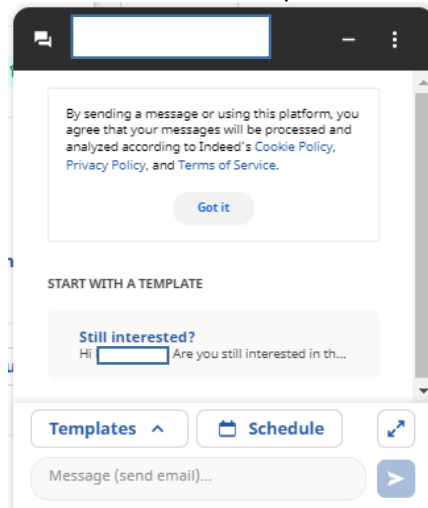 By sending a message or using this platform, you
agree that your messages will be processed and
analyzed according to Indeed's Cookie Policy,
Privacy Policy, and Terms of Service.
Got it
START WITH A TEMPLATE
Still interested?
Hi Are you still interested in th...
Templates
Schedule
Message (send email)...